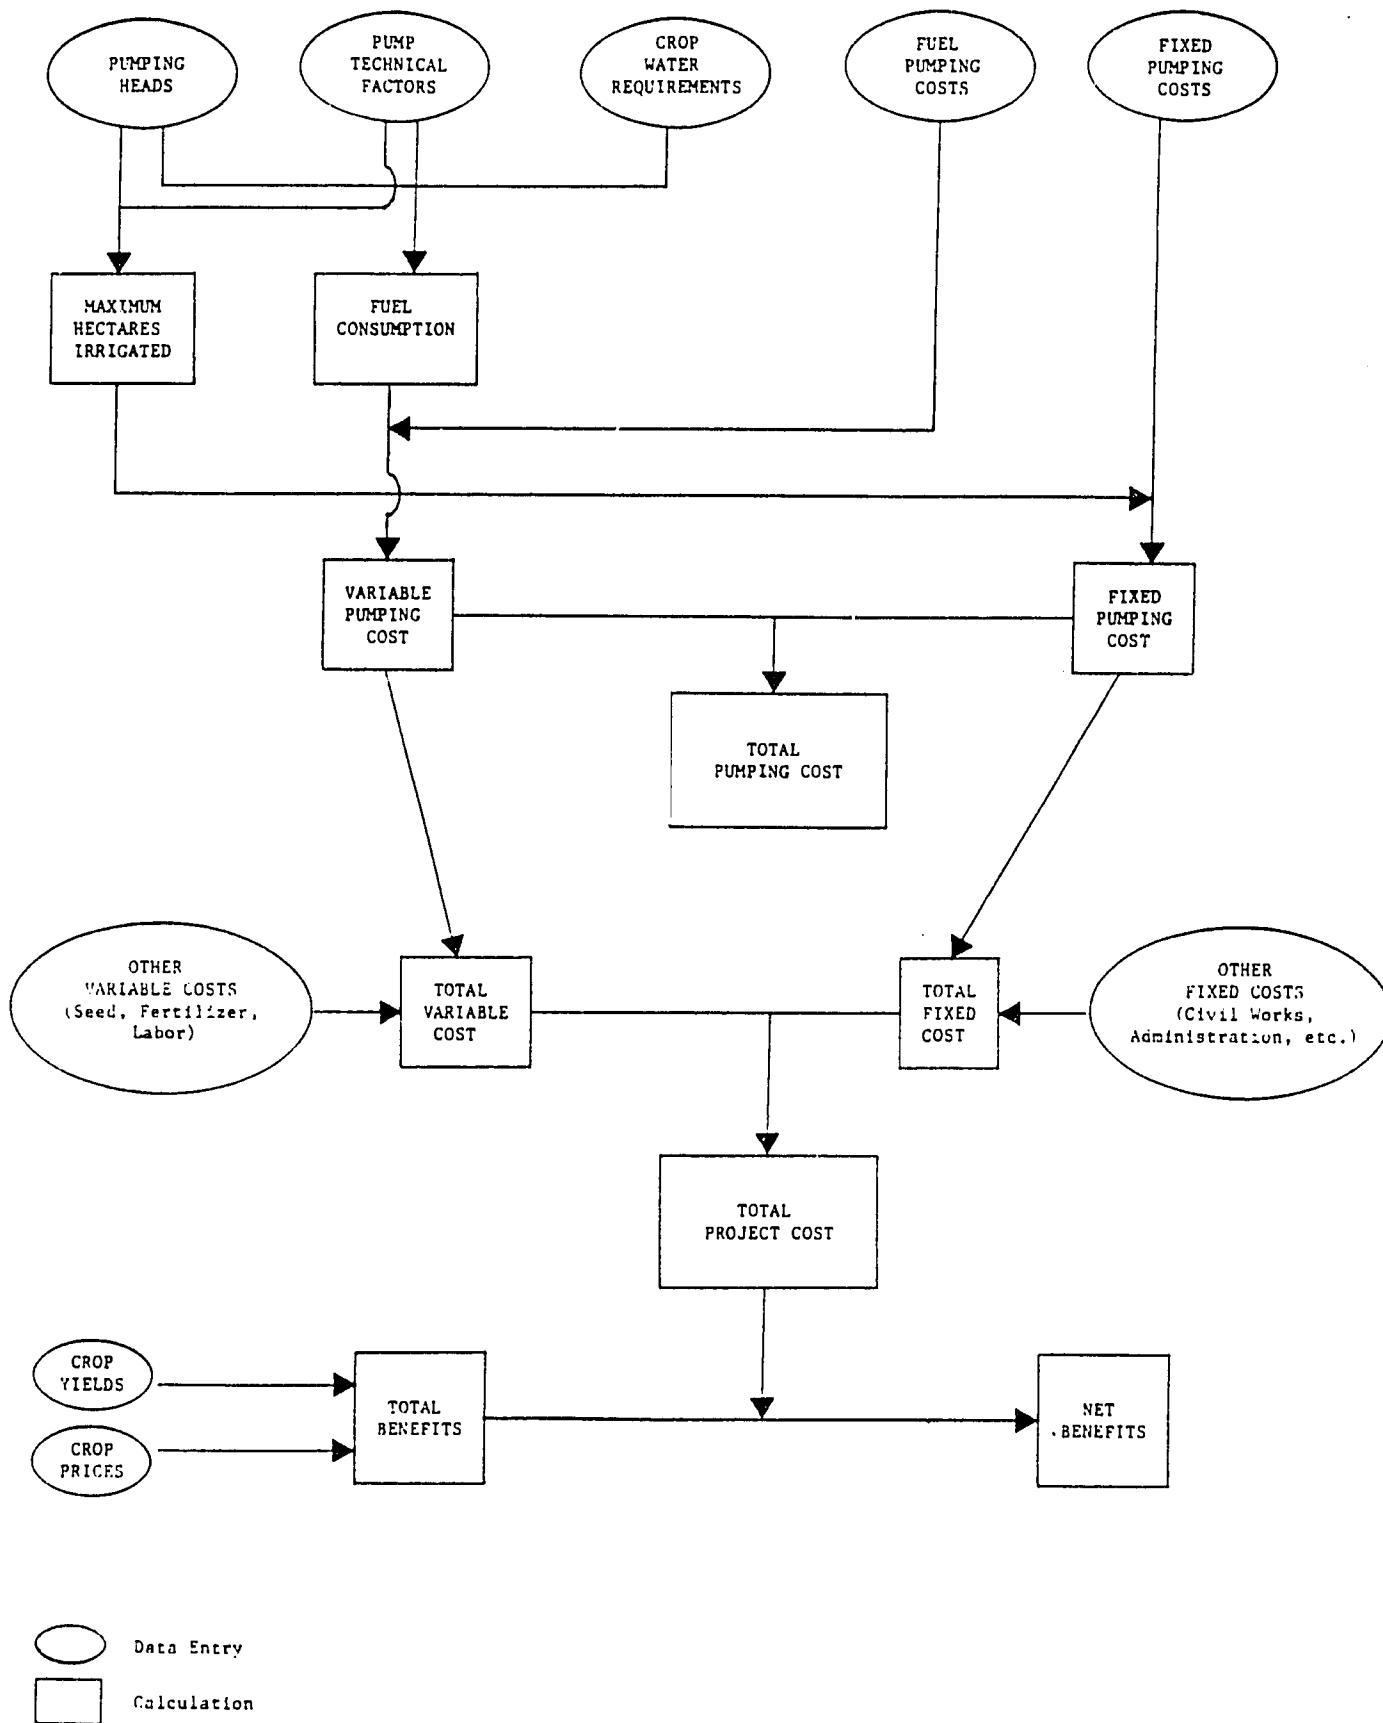 PUMPING
HEADS
PUMP
TECHNICAL
FACTORS
CROP
WATER
REQUIREMENTS
FUEL
PUMPING
COSTS
FIXED
PUMPING
COSTS
MAXIMUM
HECTARES
IRRIGATED
FUEL
CONSUMPTION
VARIABLE
PUMPING
COST
FIXED
PUMPING
COST
TOTAL
PUMPING COST
OTHER
VARIABLE COSTS
(Seed, Fertilizer,
Labor)
TOTAL
VARIABLE
COST
TOTAL
FIXED
COST
OTHER
FIXED COSTS
(Civil Works,
Administration, etc.)
TOTAL
PROJECT COST
CROP
YIELDS
CROP
PRICES
TOTAL
BENEFITS
NET
BENEFITS
Data Entry
Calculation